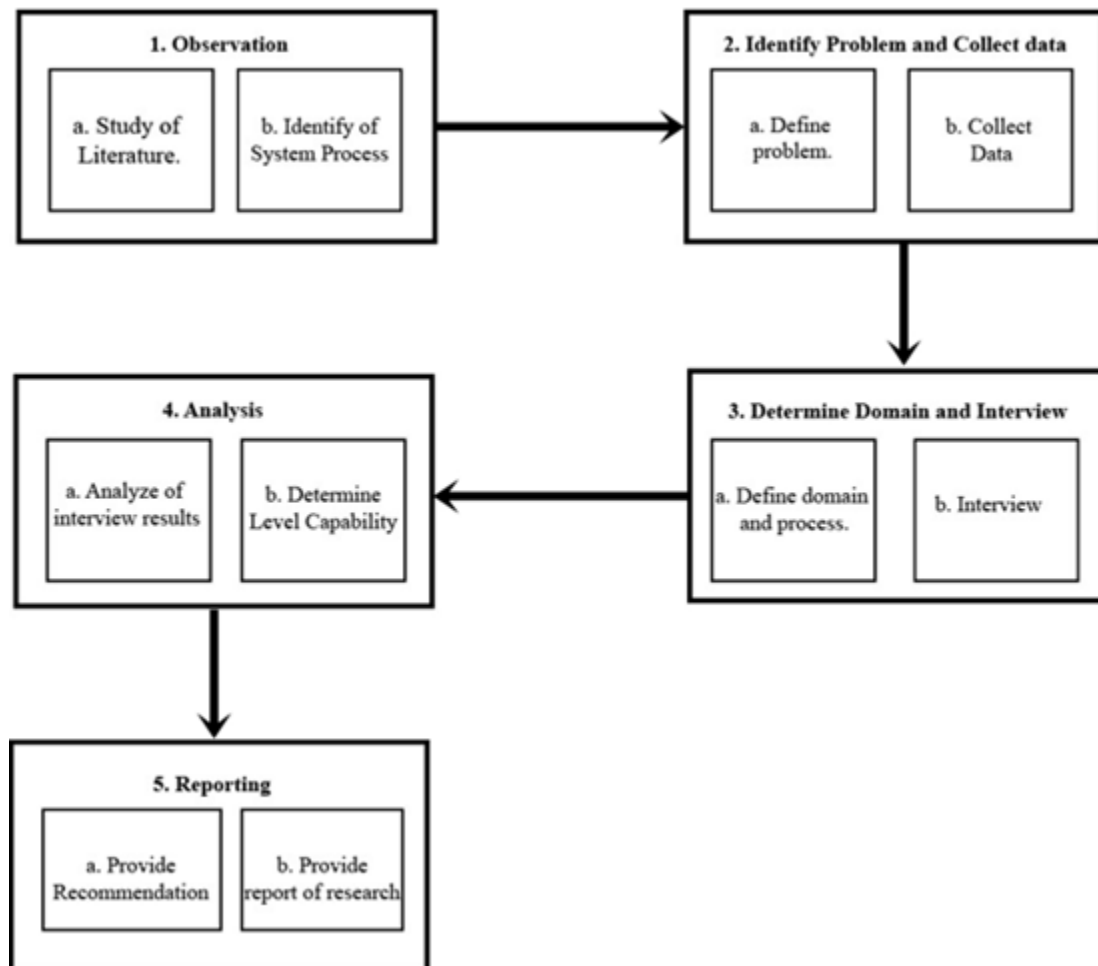 1. Observation
a. Study of
Literature.
b. Identify of
System Process
2. Identify Problem and Collect data
a. Define
problem.
b. Collect
Data
3. Determine Domain and Interview
a. Define domain
and process.
b. Interview
4. Analysis
a. Analyze of
interview results
b. Determine
Level Capability
5. Reporting
a. Provide
Recommendation
b. Provide
report of research